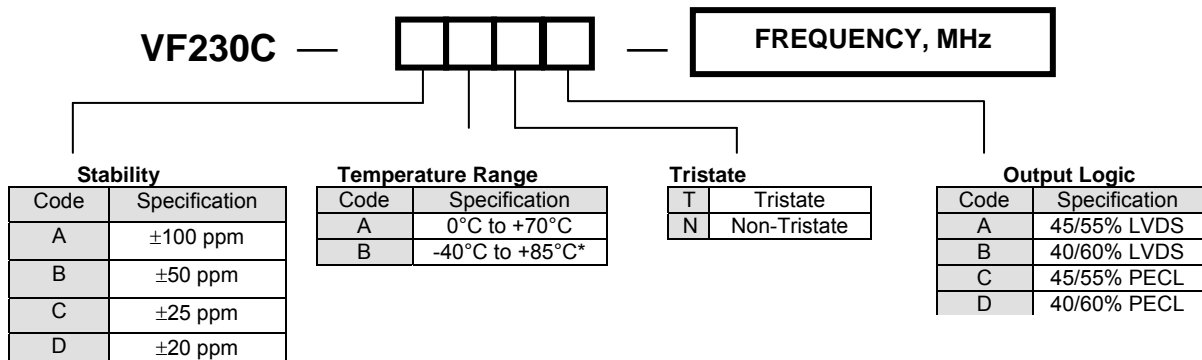 VF230C — — FREQUENCY, MHz
Stability
Code Specification
A ±100 ppm
B ±50 ppm
C ±25 ppm
D ±20 ppm
Temperature Range
Code Specification
A 0°C to +70°C
B -40°C to +85°C*
Tristate
T Tristate
N Non-Tristate
Output Logic
Code Specification
A 45/55% LVDS
B 40/60% LVDS
C 45/55% PECL
D 40/60% PECL